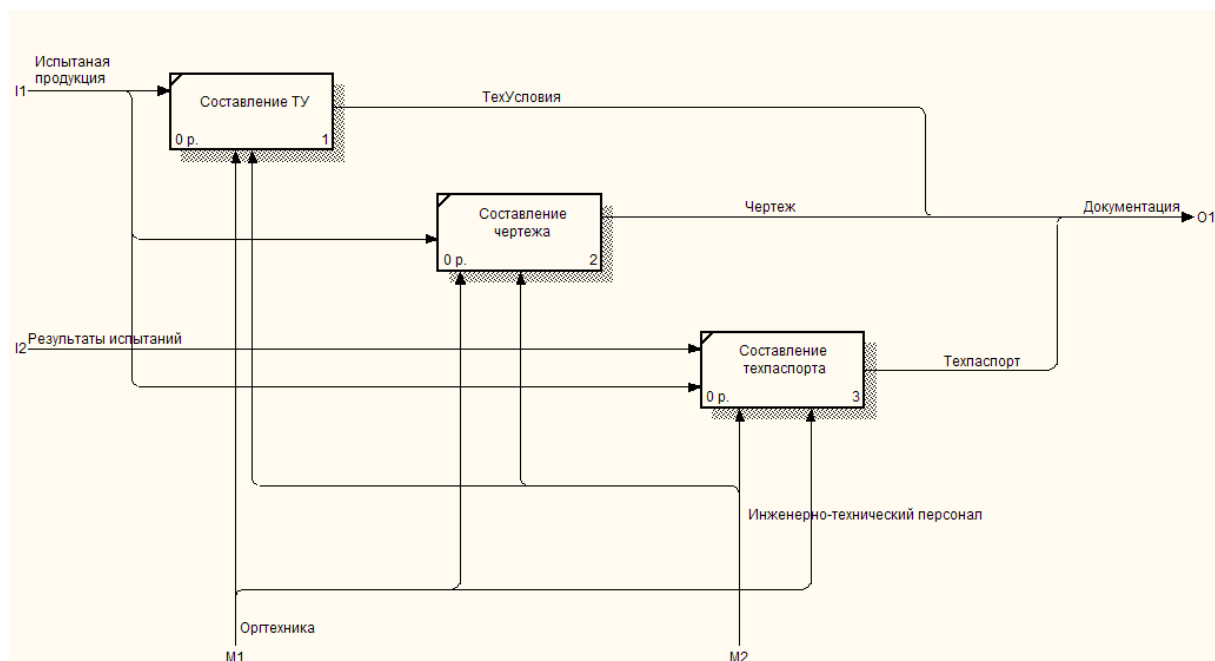 Испытаная
продукция
I1
Составление ТУ
0 р.
1
ТехУсловия
Составление
чертежа
0 р.
2
Чертеж
Документация
O1
Результаты испытаний
I2
Составление
техпаспорта
0 р.
3
Техпаспорт
Инженерно-технический персонал
Оргтехника
M1
M2